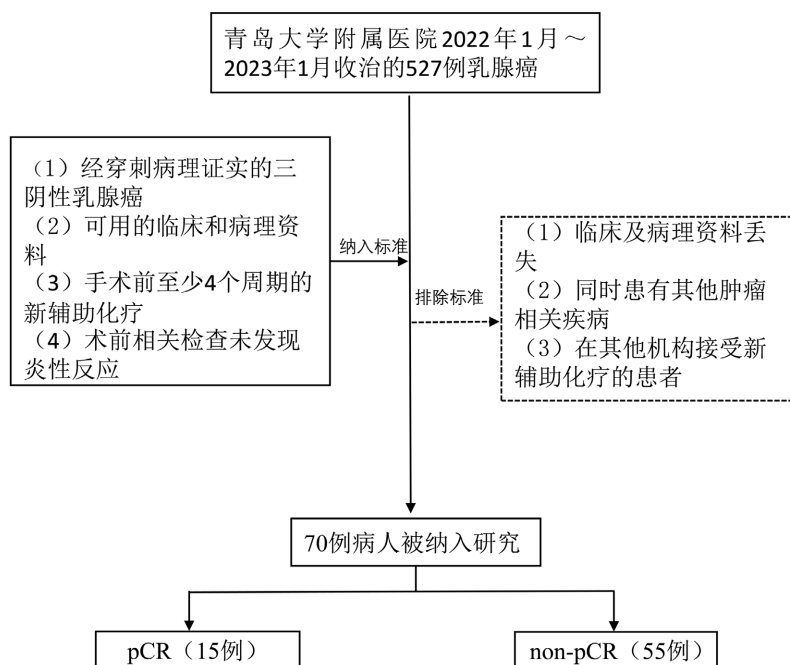 青岛大学附属医院2022年1月～
2023年1月收治的527例乳腺癌
（1）经穿刺病理证实的三
阴性乳腺癌
（2）可用的临床和病理资
料
（3）手术前至少4个周期的
新辅助化疗
（4）术前相关检查未发现
炎性反应
纳入标准
排除标准
（1）临床及病理资料丢
失
（2）同时患有其他肿瘤
相关疾病
（3）在其他机构接受新
辅助化疗的患者
70例病人被纳入研究
pCR（15例）
non-pCR（55例）